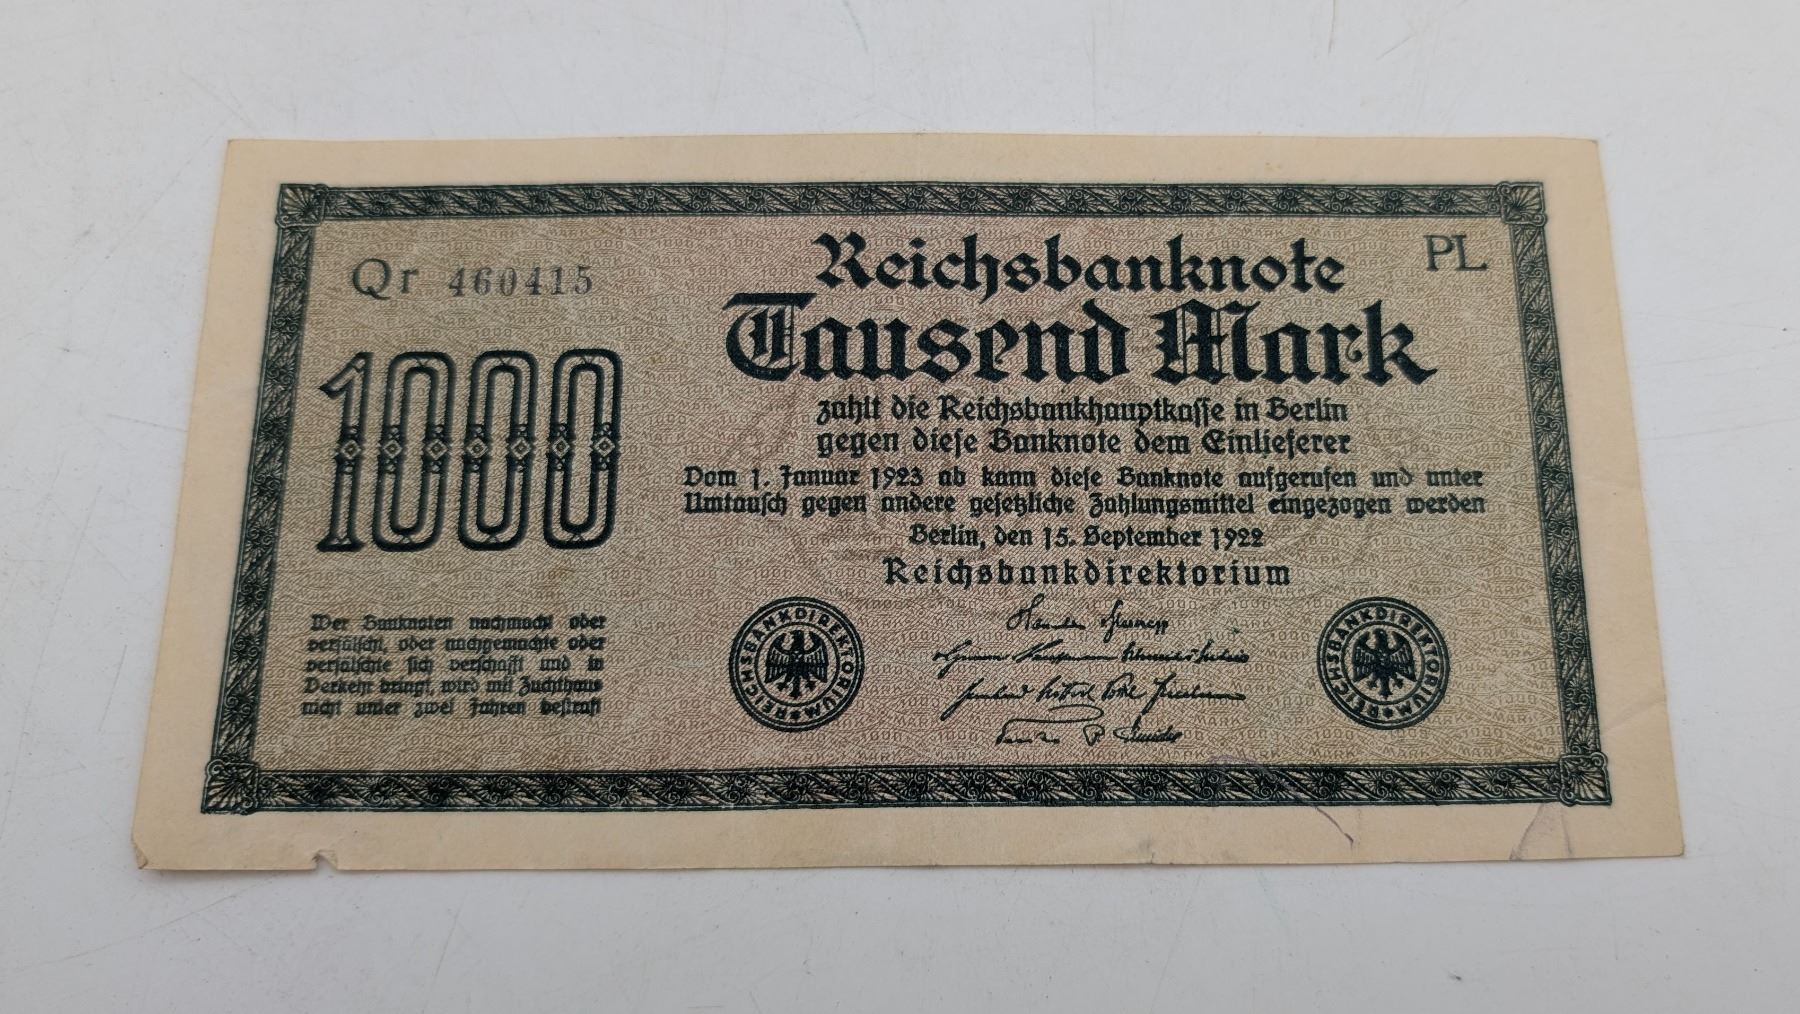 Qr 460415
1000
Wer Banknoten nachmacht oder
verfälscht, oder nachgemachte oder
verfälschte sich verschafft und in
Verkehr bringt, wird mit Zuchthaus
nicht unter zwei Jahren bestraft
PL
Reichsbanknote
Tausend Mark
zahlt die Reichsbankhauptkasse in Berlin
gegen diese Banknote dem Einlieferer
Vom 1. Januar 1923 ab kann diese Banknote aufgerufen und unter
Umtausch gegen andere gesetzliche Zahlungsmittel eingezogen werden
Berlin, den 15. September 1922
Reichsbankdirektorium
REICHSBANKDIREKTORIUM
REICHSBANKDIREKTORIUM